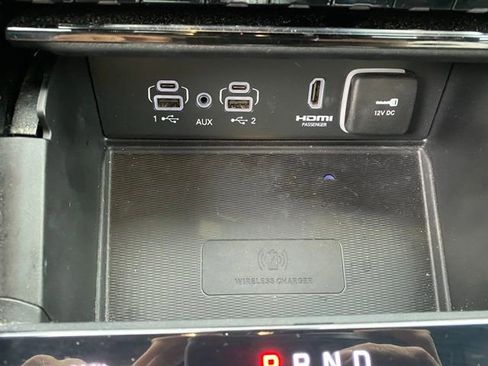 1 AUX 2 HDMI 12V DC
PASSENGER
WIRELESS CHARGER
P R N D